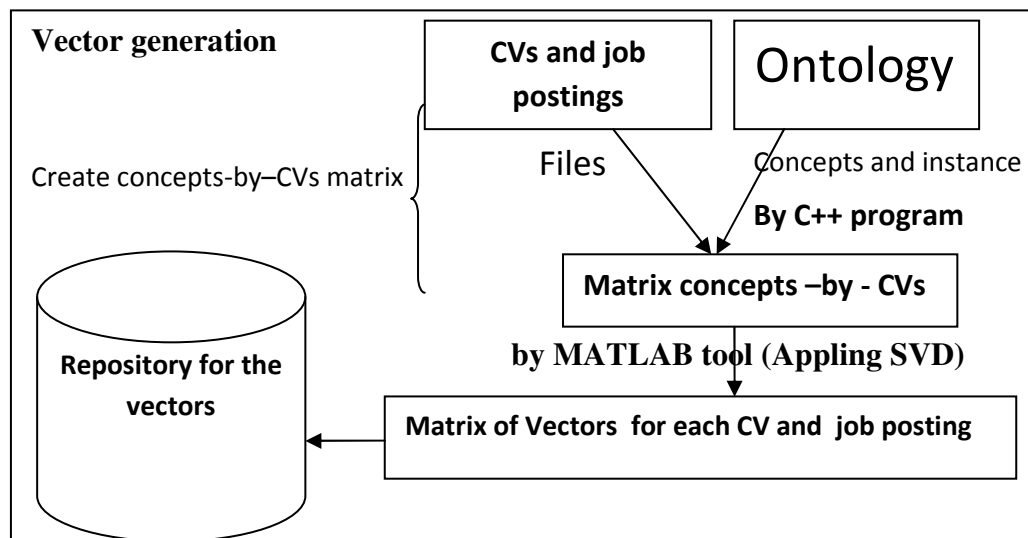 Vector generation
CVs and job
postings
Ontology
Files
Concepts and instance
Create concepts-by–CVs matrix
By C++ program
Matrix concepts –by - CVs
by MATLAB tool (Appling SVD)
Repository for the
vectors
Matrix of Vectors for each CV and job posting